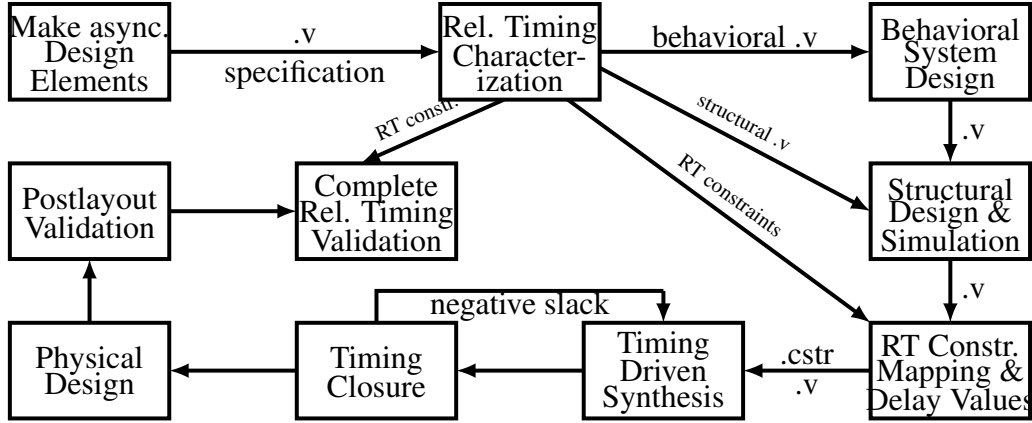 Make async.
Design
Elements
.v
specification
Rel. Timing
Character-
ization
behavioral .v
Behavioral
System
Design
RT constr.
structural .v
RT constraints
.v
Postlayout
Validation
Complete
Rel. Timing
Validation
Structural
Design &
Simulation
.v
negative slack
Physical
Design
Timing
Closure
Timing
Driven
Synthesis
.cstr
.v
RT Constr.
Mapping &
Delay Values